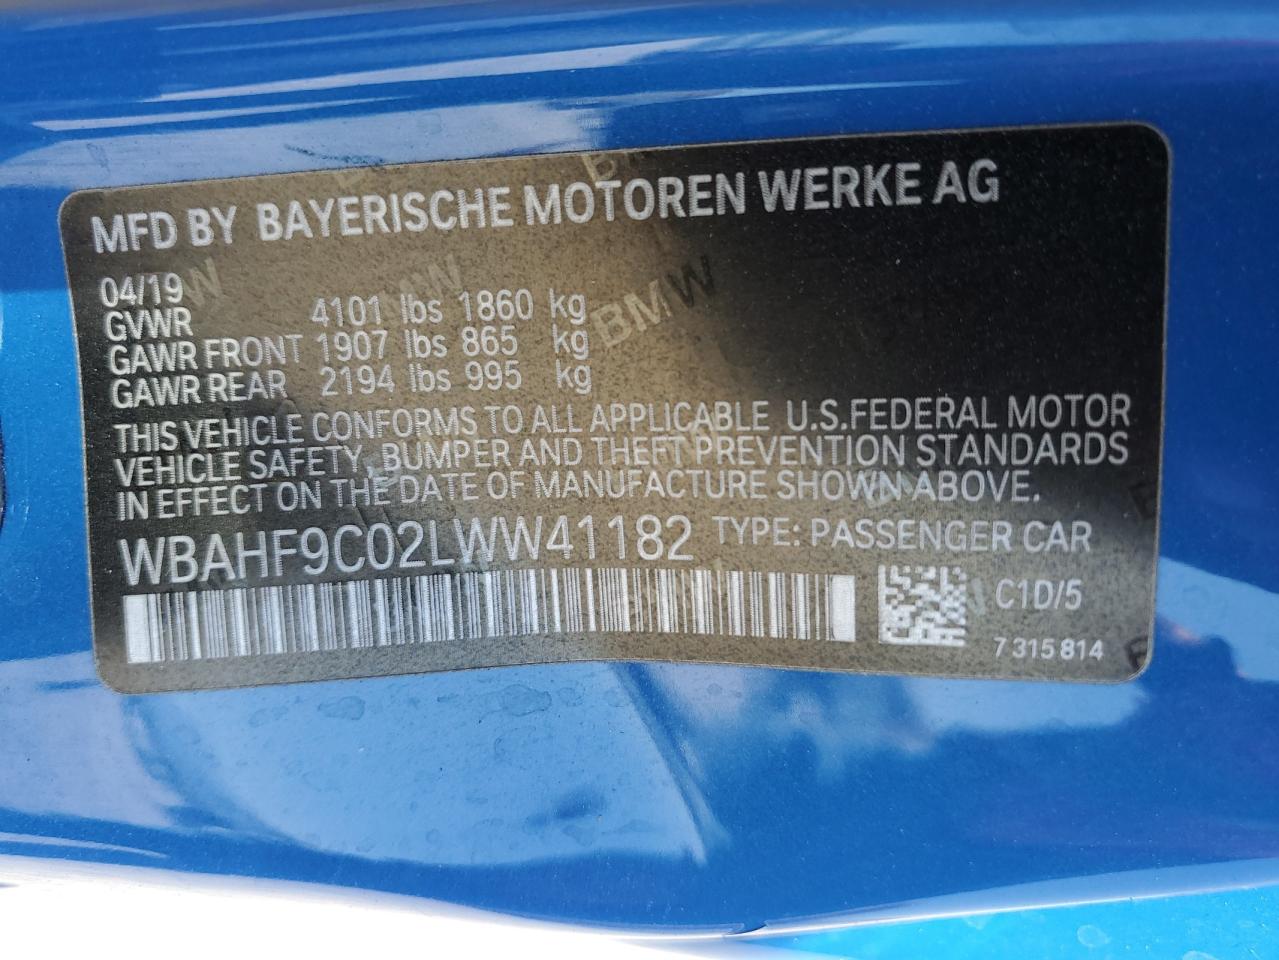 MFD BY BAYERISCHE MOTOREN WERKE AG
04/19
GVWR 4101 lbs 1860 kg
GAWR FRONT 1907 lbs 865 kg
GAWR REAR 2194 lbs 995 kg
THIS VEHICLE CONFORMS TO ALL APPLICABLE U.S.FEDERAL MOTOR
VEHICLE SAFETY, BUMPER AND THEFT PREVENTION STANDARDS
IN EFFECT ON THE DATE OF MANUFACTURE SHOWN ABOVE.
WBAHF9C02LWW41182 TYPE: PASSENGER CAR
C1D/5
7 315 814
BMW